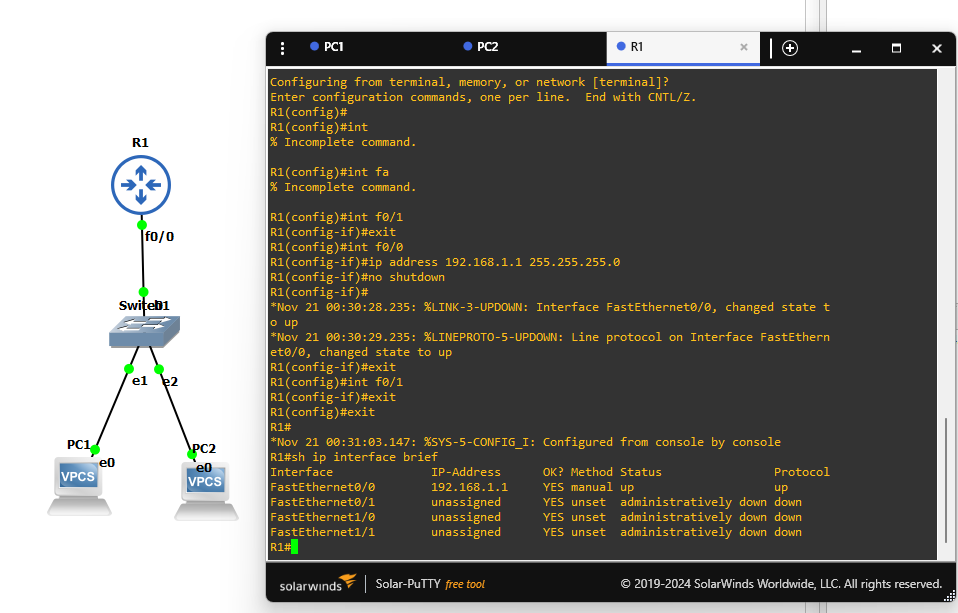 PC1
PC2
R1
×
Configuring from terminal, memory, or network [terminal]?
Enter configuration commands, one per line.  End with CNTL/Z.
R1(config)#
R1(config)#int
% Incomplete command.
R1(config)#int fa
% Incomplete command.
R1(config)#int f0/1
R1(config-if)#exit
R1(config)#int f0/0
R1(config-if)#ip address 192.168.1.1 255.255.255.0
R1(config-if)#no shutdown
R1(config-if)#
*Nov 21 00:30:28.235: %LINK-3-UPDOWN: Interface FastEthernet0/0, changed state t
o up
*Nov 21 00:30:29.235: %LINEPROTO-5-UPDOWN: Line protocol on Interface FastEthern
et0/0, changed state to up
R1(config-if)#exit
R1(config)#int f0/1
R1(config-if)#exit
R1(config)#exit
R1#
*Nov 21 00:31:03.147: %SYS-5-CONFIG_I: Configured from console by console
R1#sh ip interface brief
Interface                  IP-Address      OK? Method Status                Protocol
FastEthernet0/0            192.168.1.1     YES manual up                    up
FastEthernet0/1            unassigned      YES unset  administratively down down
FastEthernet1/0            unassigned      YES unset  administratively down down
FastEthernet1/1            unassigned      YES unset  administratively down down
R1#
solarwinds
Solar-PuTTY free tool
© 2019-2024 SolarWinds Worldwide, LLC. All rights reserved.
R1
f0/0
e1
e2
PC1
e0
VPCS
PC2
e0
VPCS